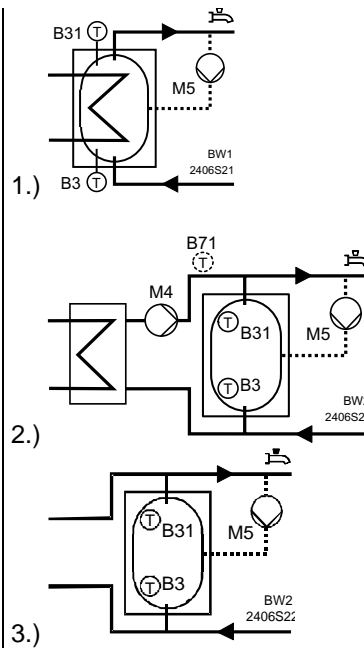 B31 T
M5
B3 T
BW1
2406S21
1.)
B71
T
M4
T B31
M5
T B3
BW2
2406S2
2.)
T B31
M5
T B3
BW2
2406S22
3.)